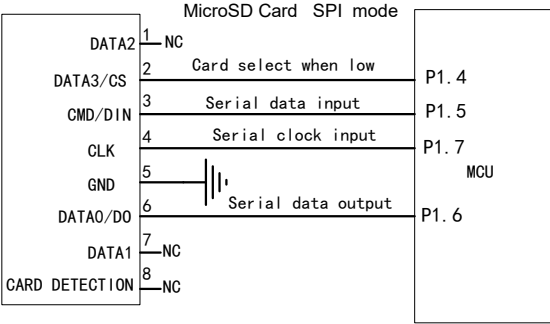 MicroSD Card SPI mode
DATA2 1 NC
DATA3/CS 2 Card select when low P1.4
CMD/DIN 3 Serial data input P1.5
CLK 4 Serial clock input P1.7
GND 5 MCU
DATA0/DO 6 Serial data output P1.6
DATA1 7 NC
CARD DETECTION 8 NC